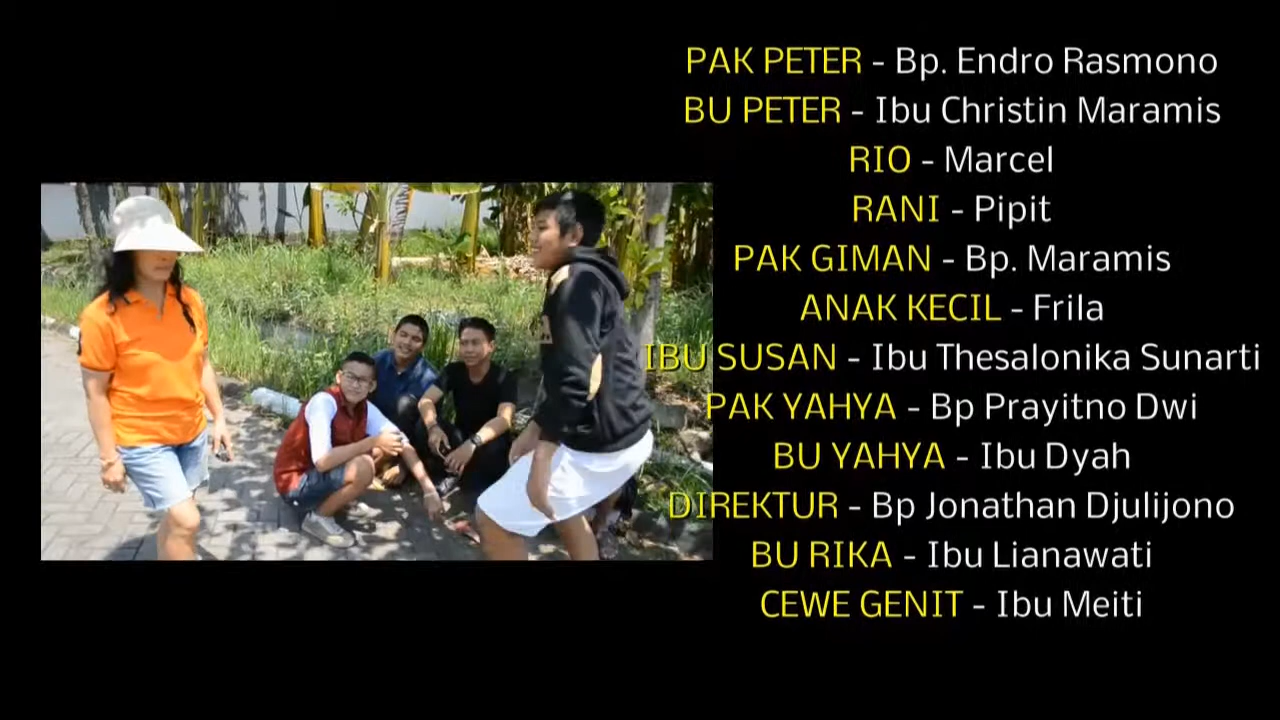 PAK PETER - Bp. Endro Rasmono
BU PETER - Ibu Christin Maramis
RIO - Marcel
RANI - Pipit
PAK GIMAN - Bp. Maramis
ANAK KECIL - Frila
IBU SUSAN - Ibu Thesalonika Sunarti
PAK YAHYA - Bp Prayitno Dwi
BU YAHYA - Ibu Dyah
DIREKTUR - Bp Jonathan Djulijono
BU RIKA - Ibu Lianawati
CEWE GENIT - Ibu Meiti